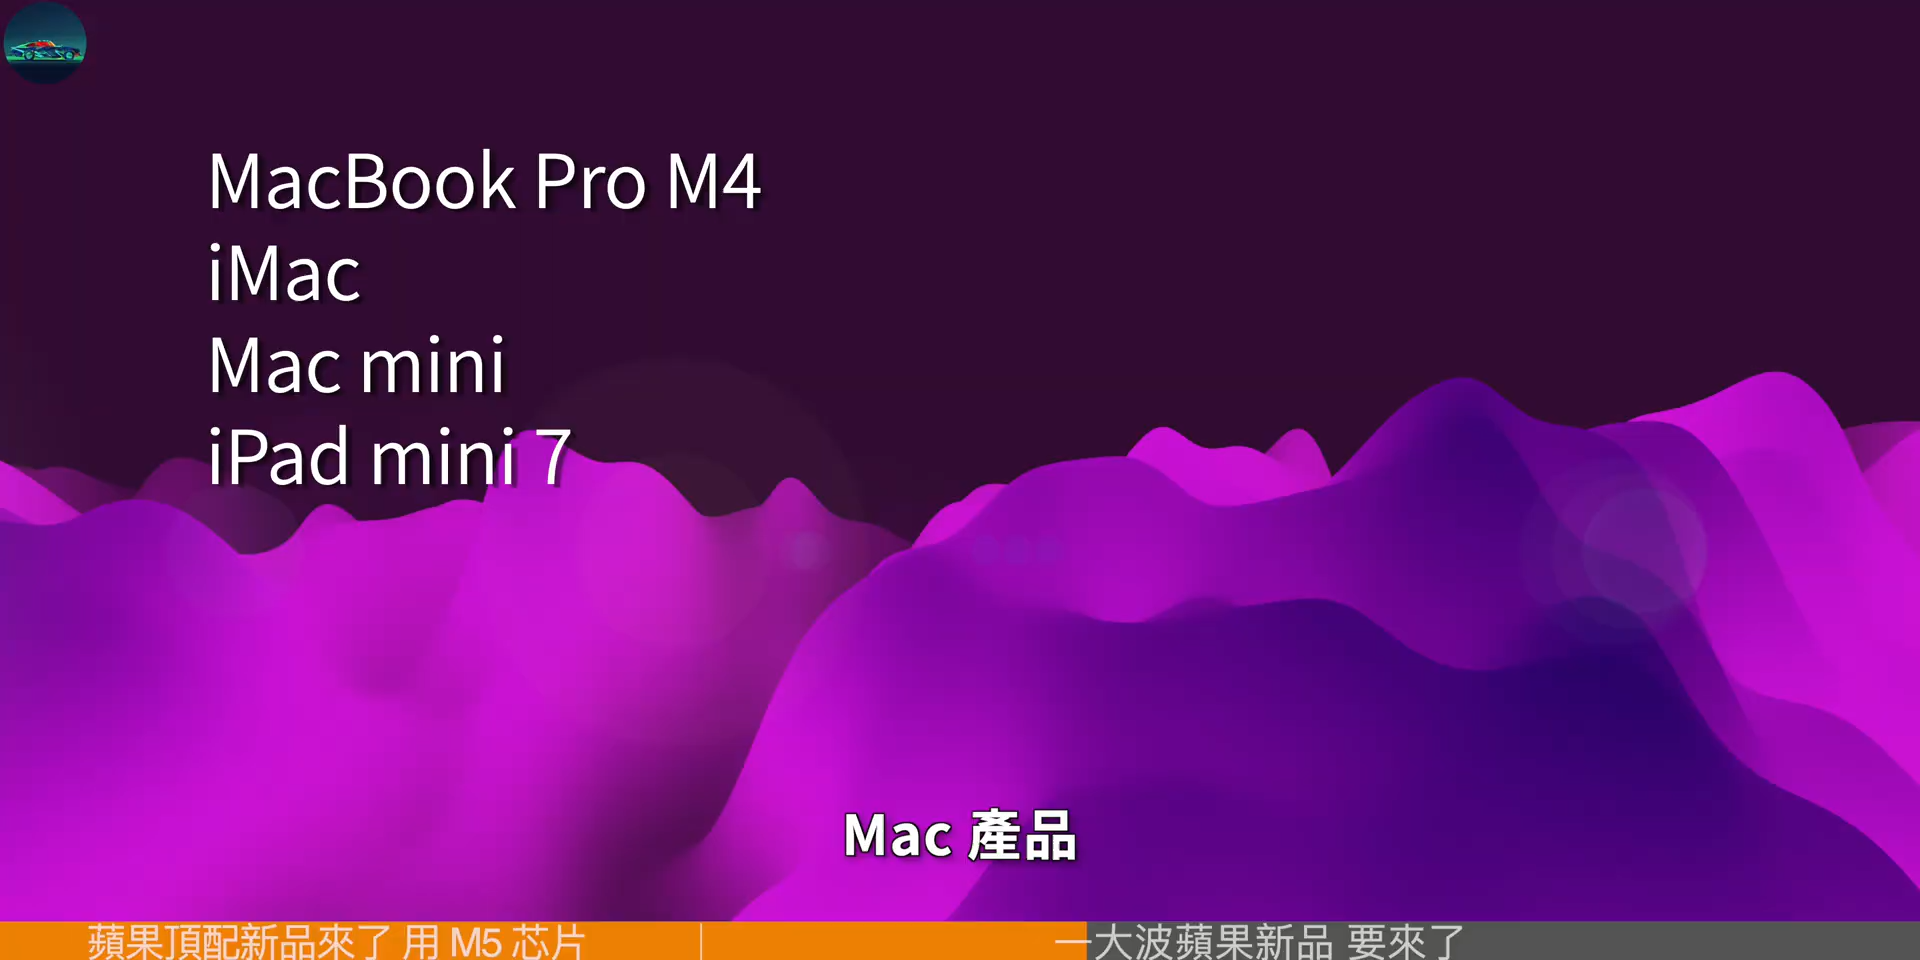 MacBook Pro M4
iMac
Mac mini
iPad mini 7
Mac 產品
蘋果頂配新品來了 用 M5 芯片
一大波蘋果新品 要來了